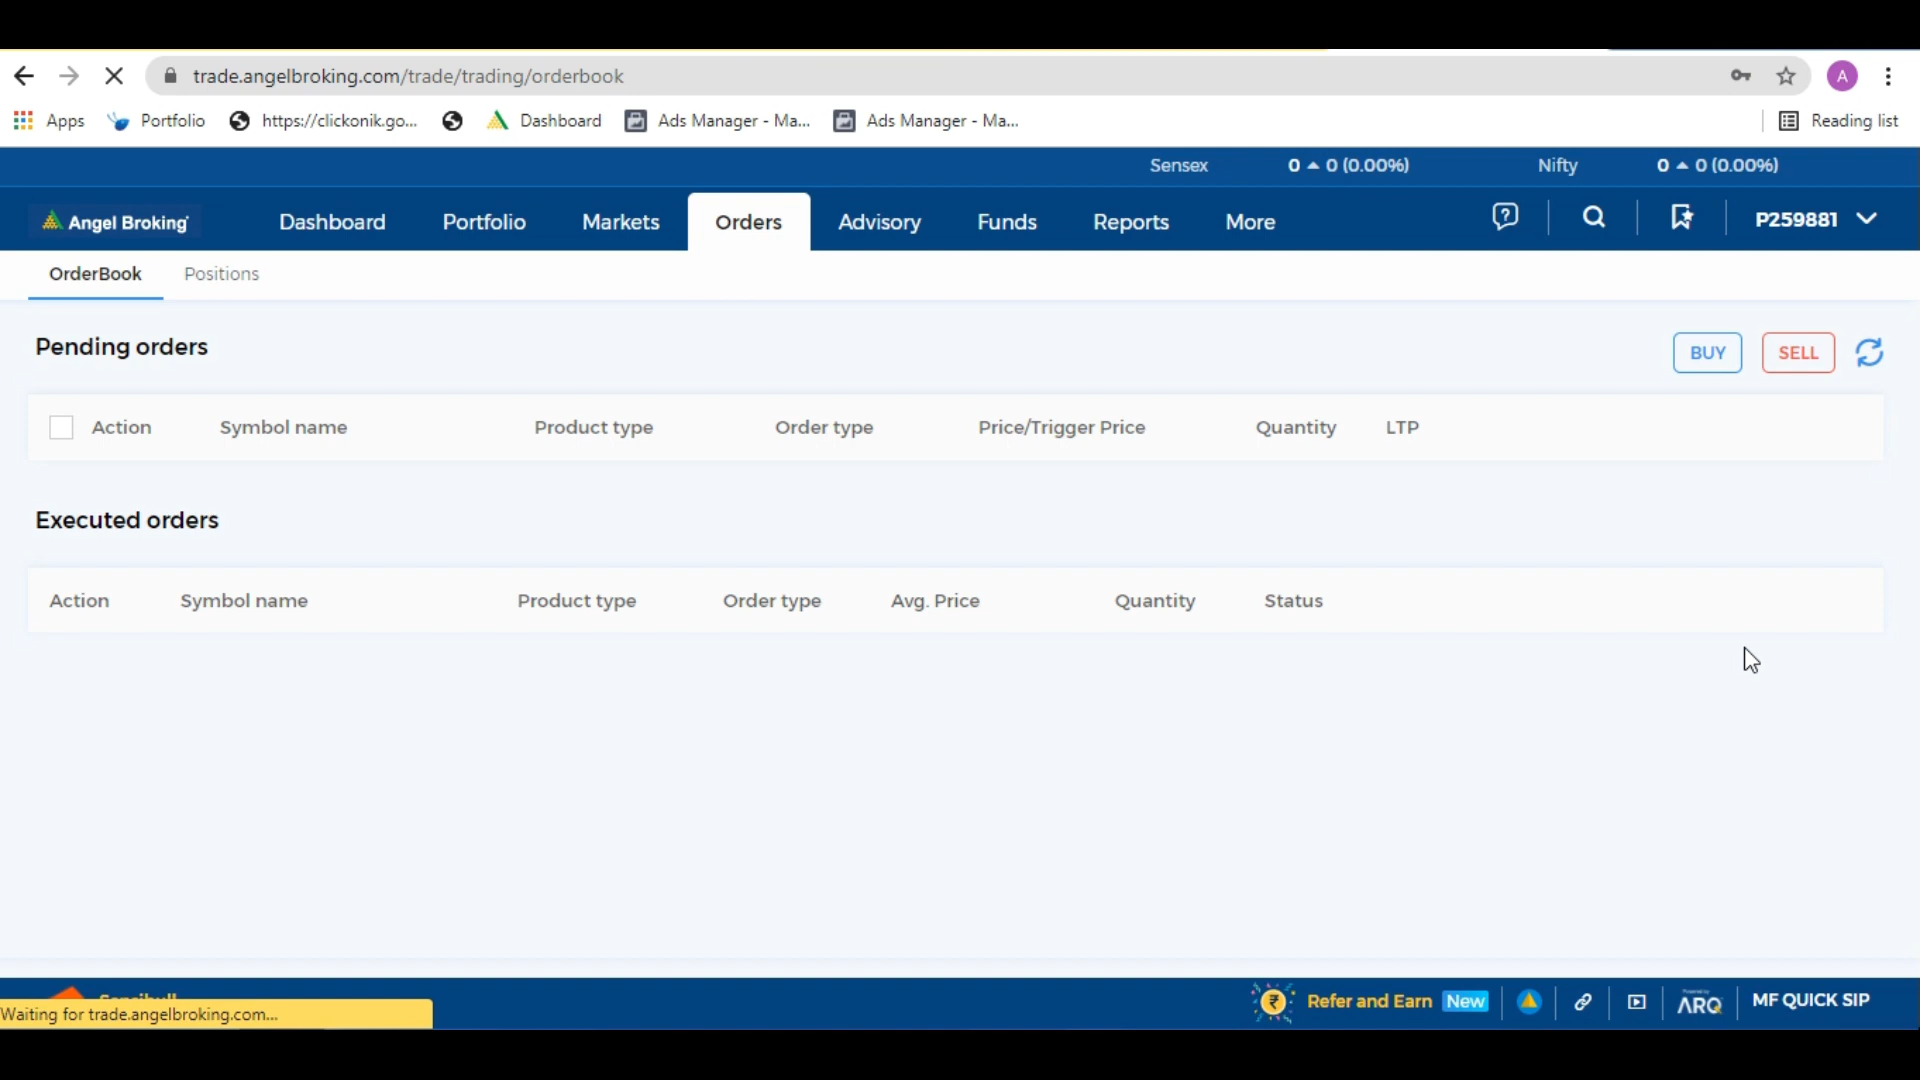 trade.angelbroking.com/trade/trading/orderbook
A
Apps Portfolio https://clickonik.go... Dashboard Ads Manager - Ma... Ads Manager - Ma... Reading list
Sensex 0 0 (0.00%) Nifty 0 0 (0.00%)
Angel Broking Dashboard Portfolio Markets Orders Advisory Funds Reports More P259881
OrderBook Positions
Pending orders BUY SELL
Action Symbol name Product type Order type Price/Trigger Price Quantity LTP
Executed orders
Action Symbol name Product type Order type Avg. Price Quantity Status
Refer and Earn New ARQ MF QUICK SIP
Waiting for trade.angelbroking.com...